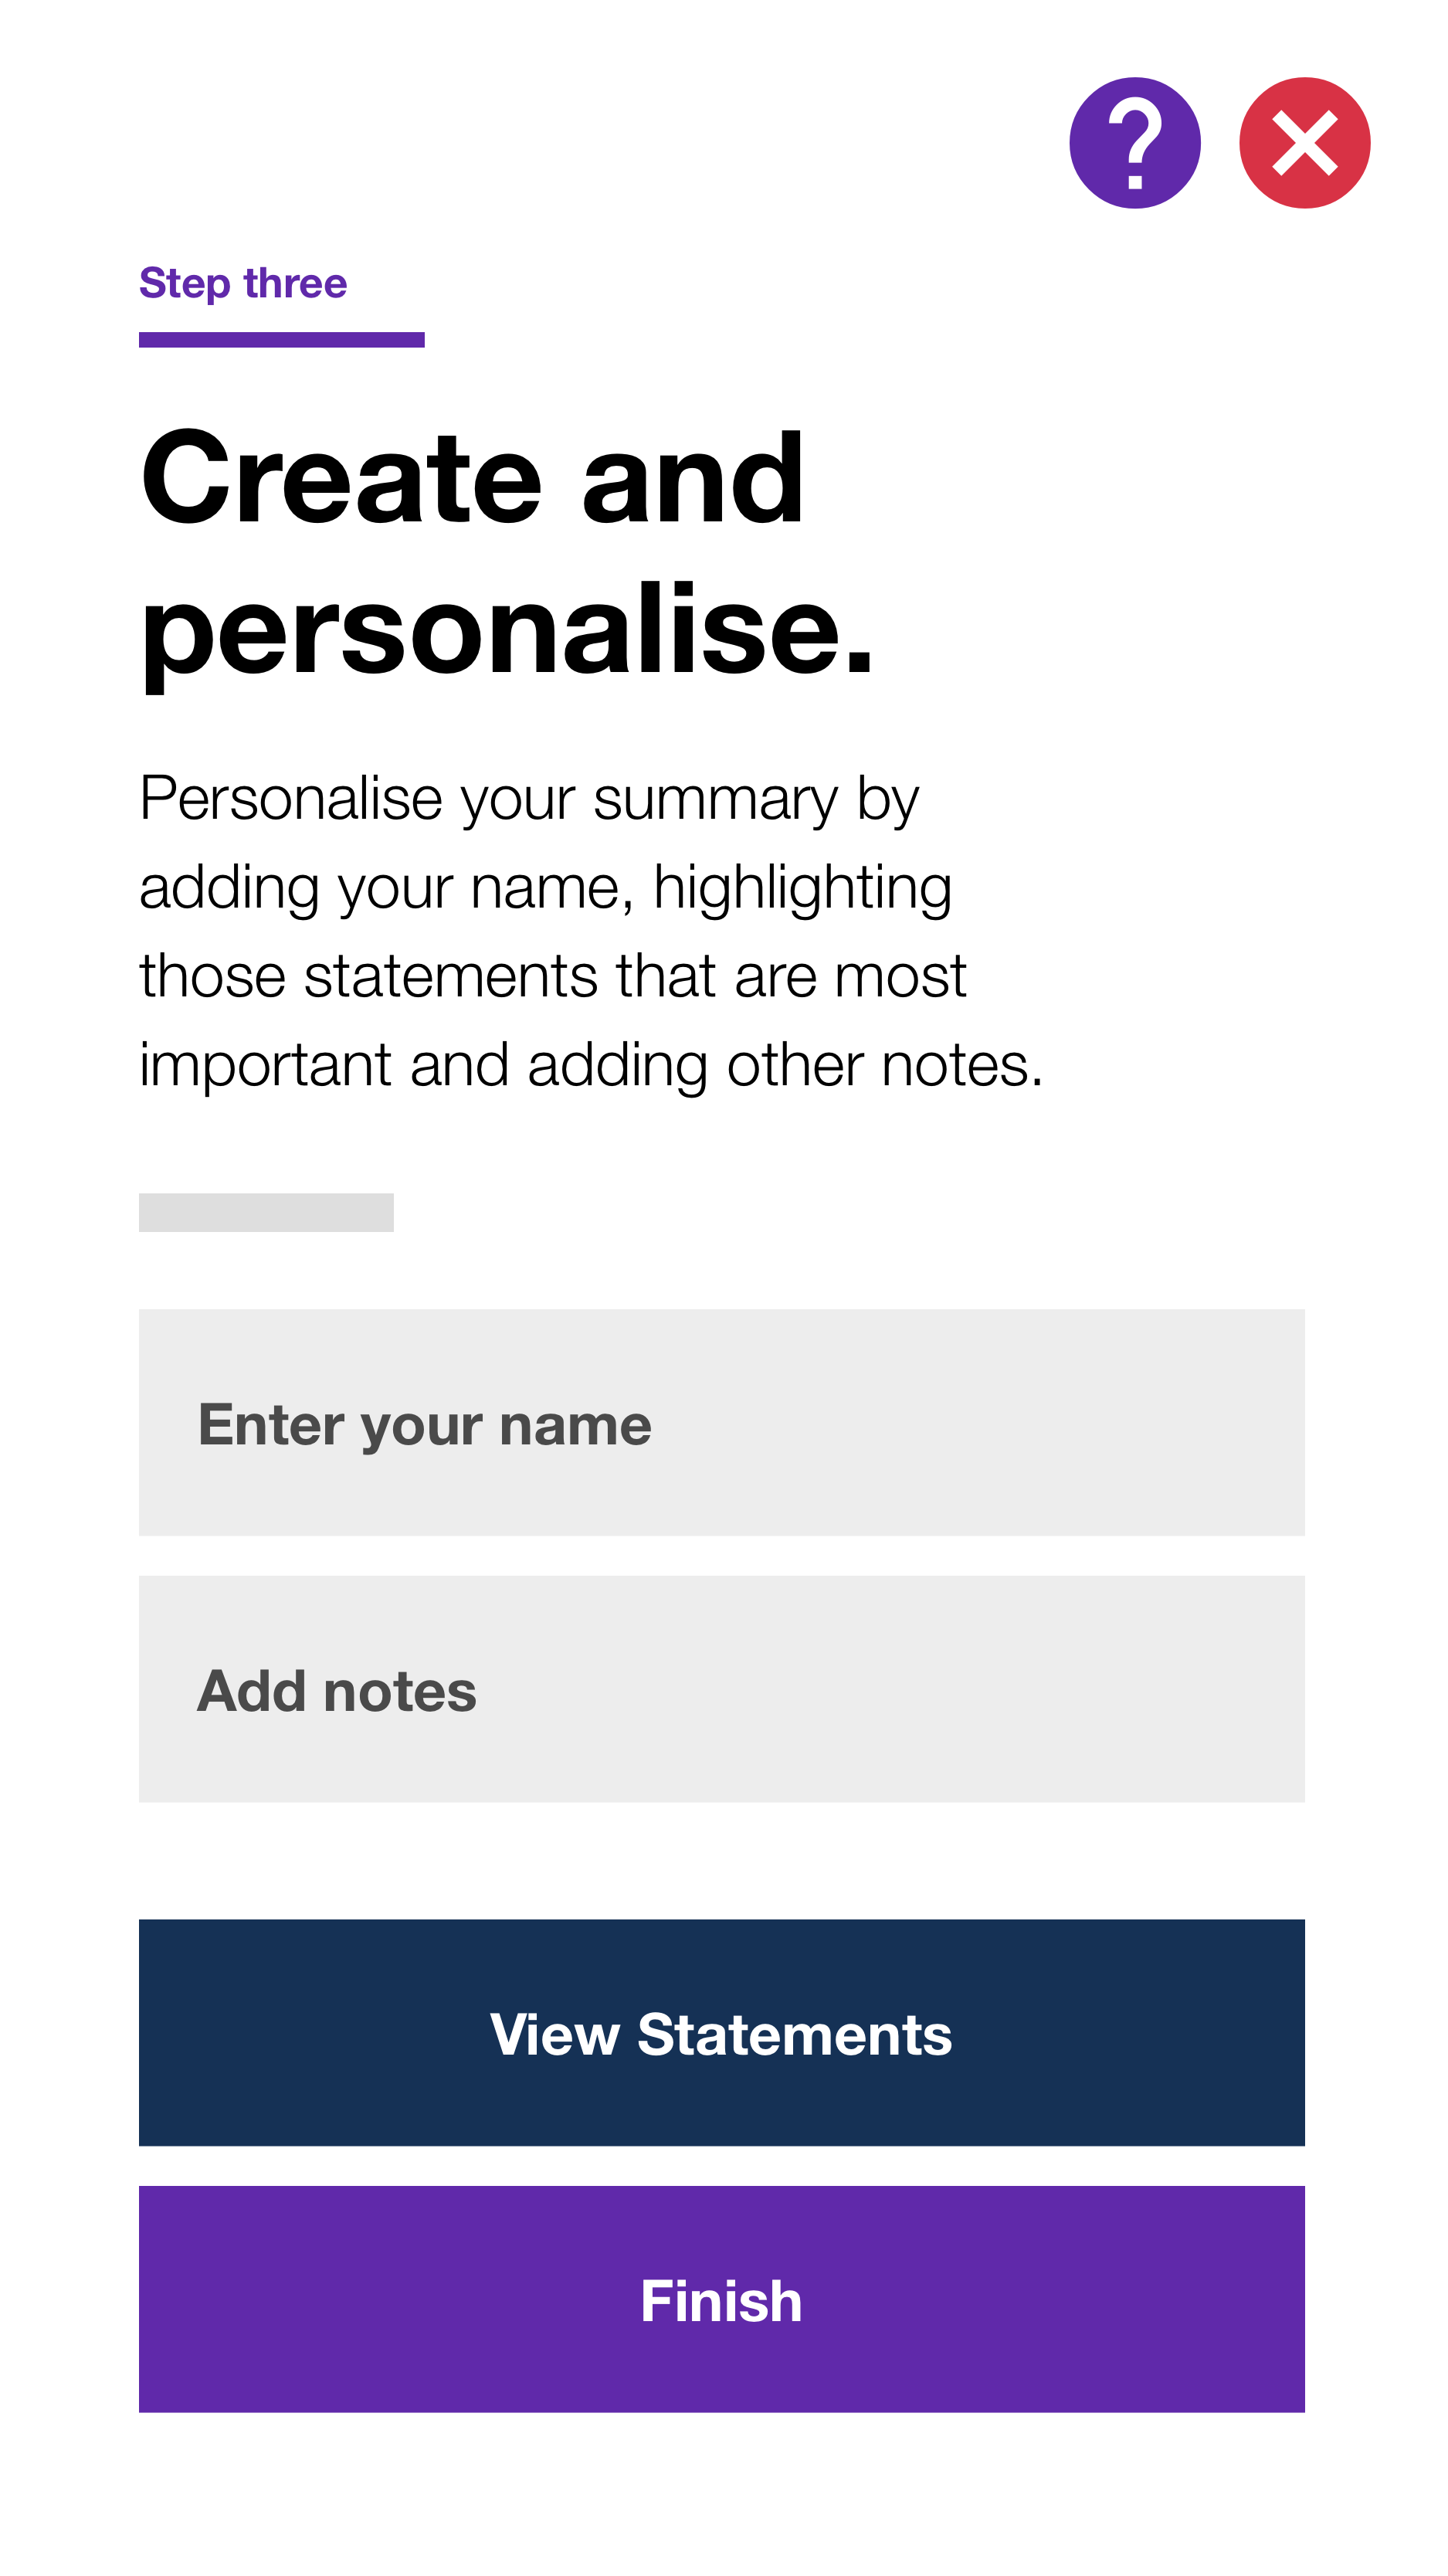 ?
Step three
Create and
personalise.
Personalise your summary by
adding your name, highlighting
those statements that are most
important and adding other notes.
Enter your name
Add notes
View Statements
Finish